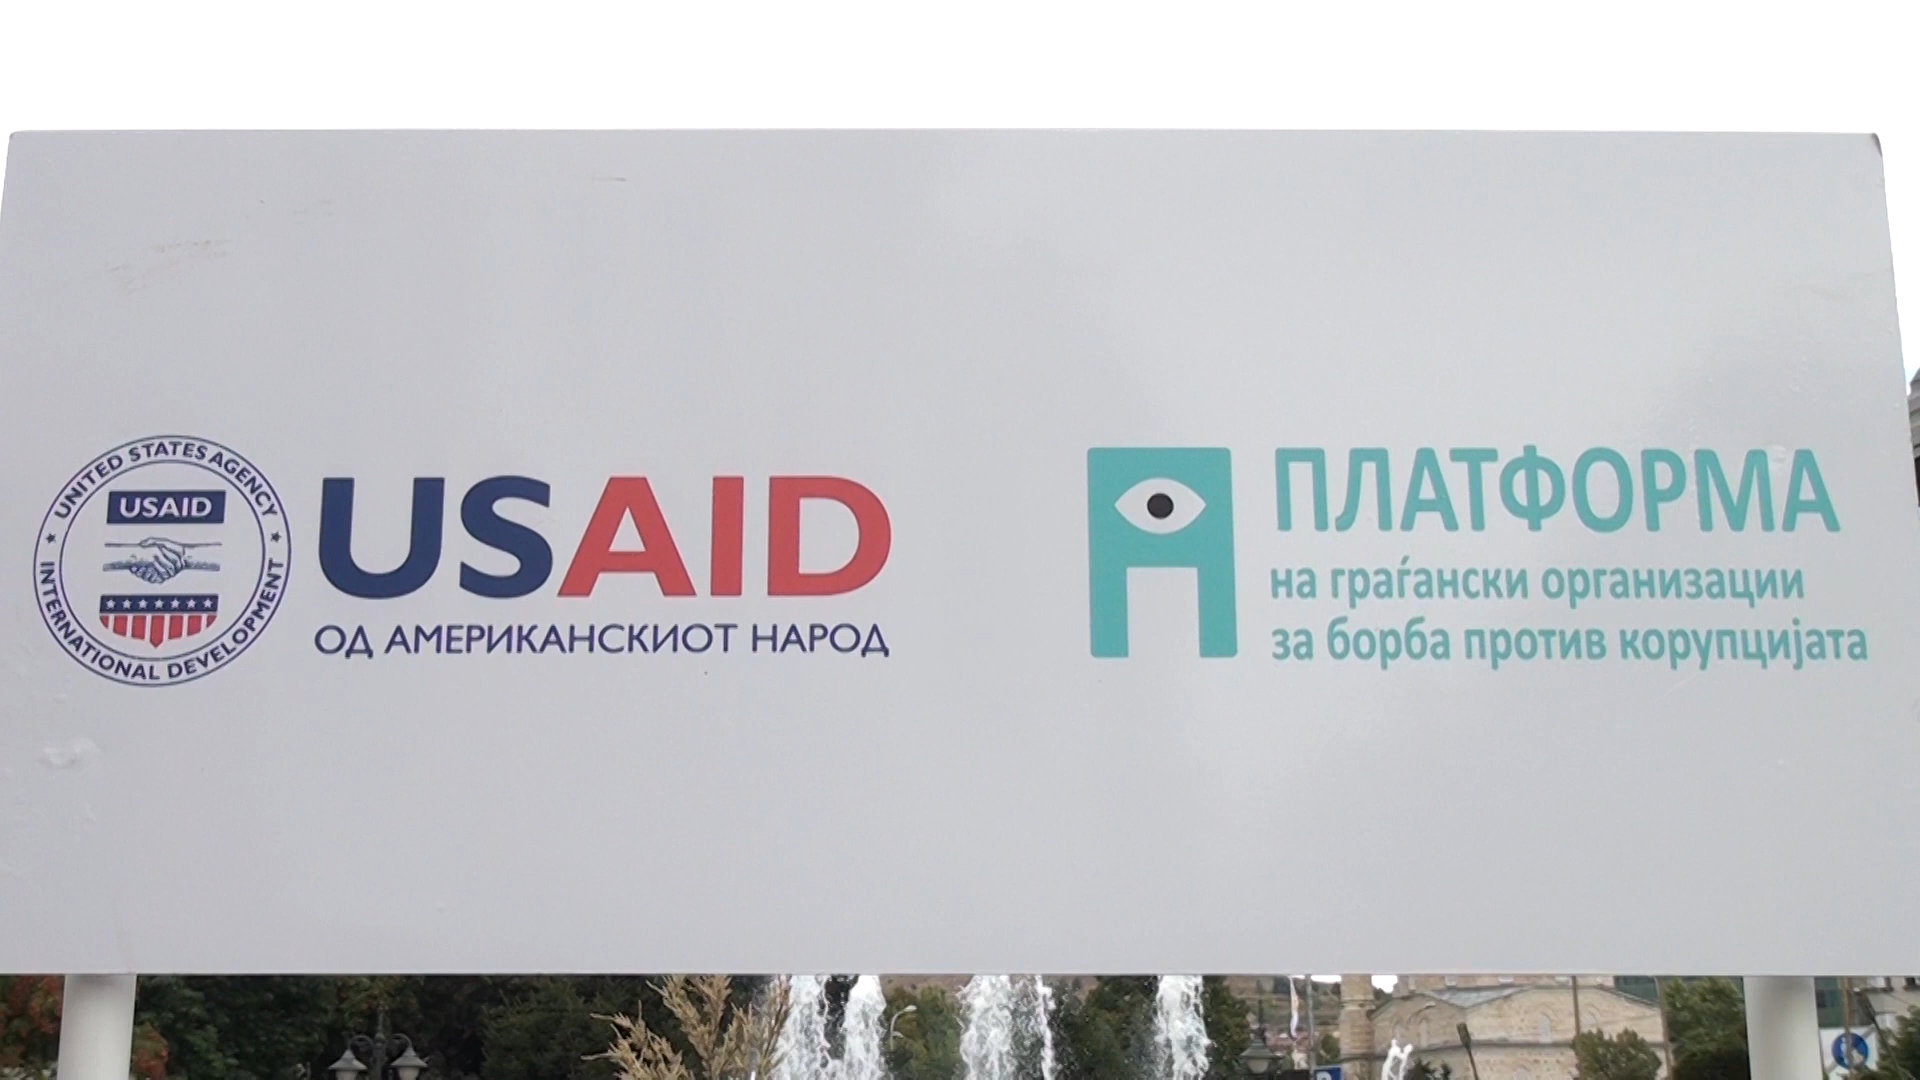 UNITED STATES AGENCY
USAID
INTERNATIONAL DEVELOPMENT
USAID
ОД АМЕРИКАНСКИОТ НАРОД
ПЛАТФОРМА
на граѓански организации
за борба против корупцијата